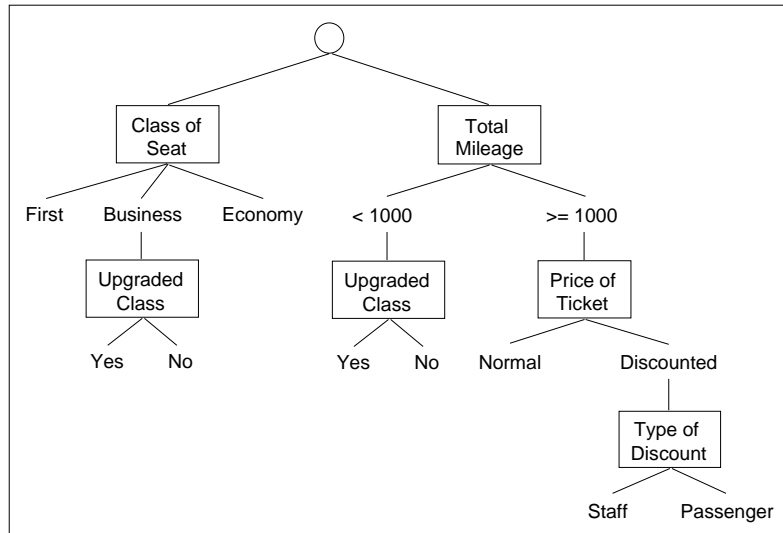 Class of
Seat
Total
Mileage
First
Business
Economy
< 1000
>= 1000
Upgraded
Class
Upgraded
Class
Price of
Ticket
Yes
No
Yes
No
Normal
Discounted
Type of
Discount
Staff
Passenger